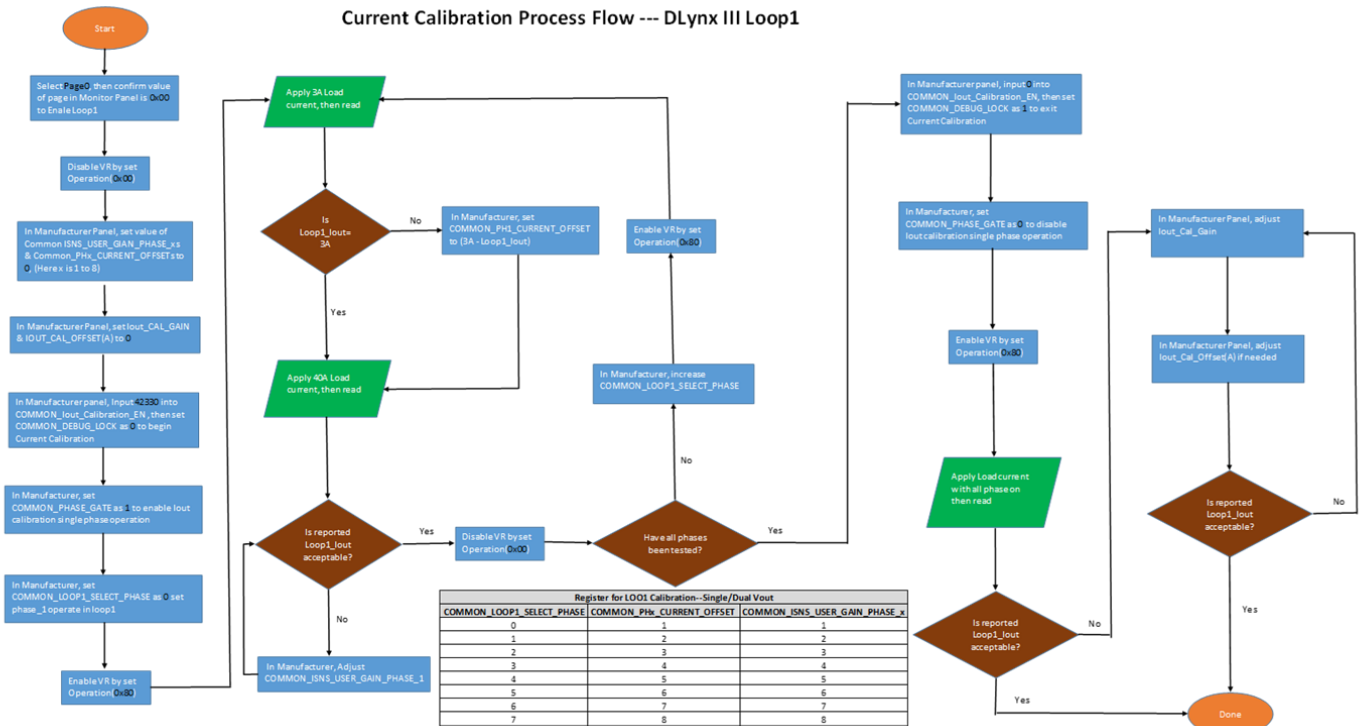 Current Calibration Process Flow --- DLynx III Loop1
Start
Select Page0, then confirm value
of page in Monitor Panel is 0x00
to Enale Loop1
Disable VR by set
Operation(0x00)
In Manufacturer Panel, set value of
Common ISNS_USER_GIAN_PHASE_xs
& Common_PHx_CURRENT_OFFSETs to
0, (Here x is 1 to 8)
In Manufacturer Panel, set Iout_CAL_GAIN
& IOUT_CAL_OFFSET(A) to 0
In Manufacturer panel, Input 42330 into
COMMON_Iout_Calibration_EN, then set
COMMON_DEBUG_LOCK as 0 to begin
Current Calibration
In Manufacturer, set
COMMON_PHASE_GATE as 1 to enable Iout
calibration single phase operation
In Manufacturer, set
COMMON_LOOP1_SELECT_PHASE as 0 set
phase_1 operate in loop1
Enable VR by set
Operation(0x80)
Apply 3A Load
current, then read
Is
Loop1_Iout=
3A
No
In Manufacturer, set
COMMON_PH1_CURRENT_OFFSET
to (3A - Loop1_Iout)
Yes
Apply 40A Load
current, then read
Is reported
Loop1_Iout
acceptable?
Yes
No
In Manufacturer, Adjust
COMMON_ISNS_USER_GAIN_PHASE_1
Disable VR by set
Operation(0x00)
Have all phases
been tested?
No
In Manufacturer, increase
COMMON_LOOP1_SELECT_PHASE
Enable VR by set
Operation(0x80)
Yes
In Manufacturer panel, input 0 into
COMMON_Iout_Calibration_EN, then set
COMMON_DEBUG_LOCK as 1 to exit
Current Calibration
In Manufacturer, set
COMMON_PHASE_GATE as 0 to disable
Iout calibration single phase operation
Enable VR by set
Operation(0x80)
Apply Load current
with all phase on
then read
Is reported
Loop1_Iout
acceptable?
No
Yes
In Manufacturer Panel, adjust
Iout_Cal_Gain
In Manufacturer Panel, adjust
Iout_Cal_Offset(A) if needed
Is reported
Loop1_Iout
acceptable?
No
Yes
Done
Register for LOO1 Calibration--Single/Dual Vout
COMMON_LOOP1_SELECT_PHASE COMMON_PHx_CURRENT_OFFSET COMMON_ISNS_USER_GAIN_PHASE_x
0 1 1
1 2 2
2 3 3
3 4 4
4 5 5
5 6 6
6 7 7
7 8 8